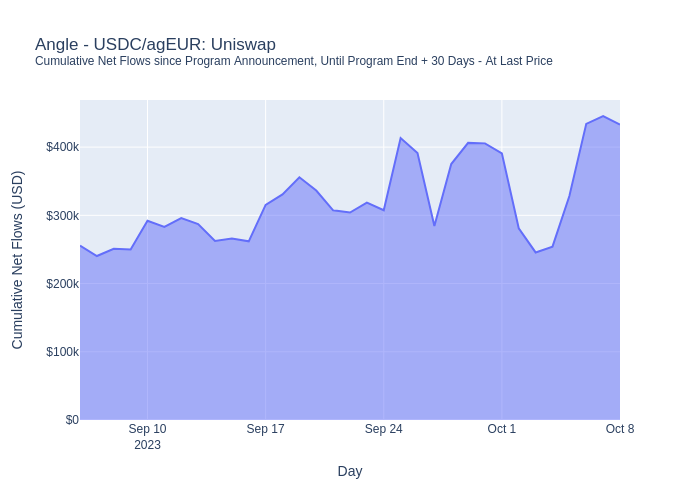 Angle - USDC/agEUR: Uniswap
Cumulative Net Flows since Program Announcement, Until Program End + 30 Days - At Last Price
Cumulative Net Flows (USD)
$400k
$300k
$200k
$100k
$0
Sep 10
2023
Sep 17
Sep 24
Oct 1
Oct 8
Day